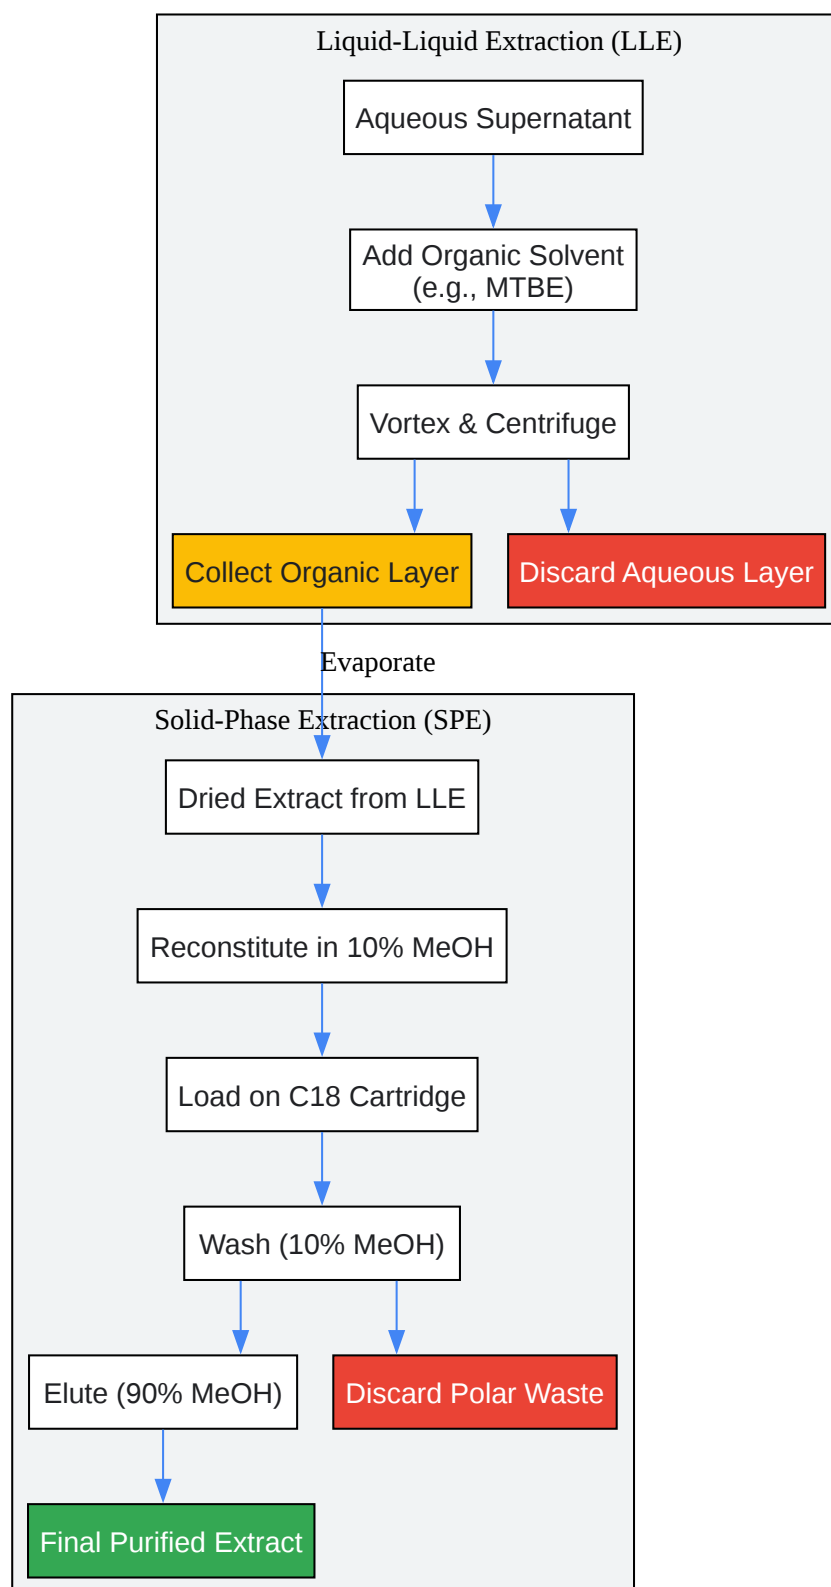 Liquid-Liquid Extraction (LLE)
Aqueous Supernatant
Add Organic Solvent
(e.g., MTBE)
Vortex & Centrifuge
Collect Organic Layer
Discard Aqueous Layer
Evaporate
Solid-Phase Extraction (SPE)
Dried Extract from LLE
Reconstitute in 10% MeOH
Load on C18 Cartridge
Wash (10% MeOH)
Elute (90% MeOH)
Discard Polar Waste
Final Purified Extract